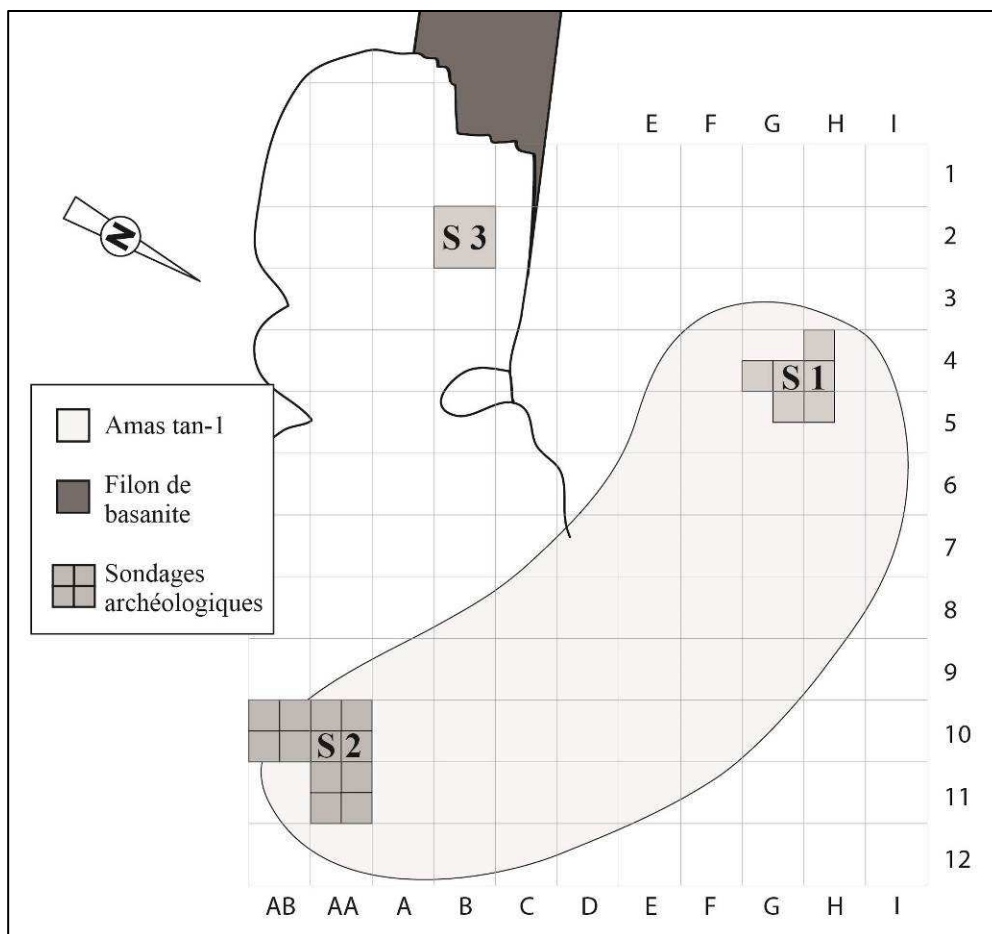 E F G H I
1
2
3
4
5
6
7
8
9
10
11
12
S 3
N
S 1
Amas tan-1
Filon de
basanite
Sondages
archéologiques
S 2
AB AA A B C D E F G H I